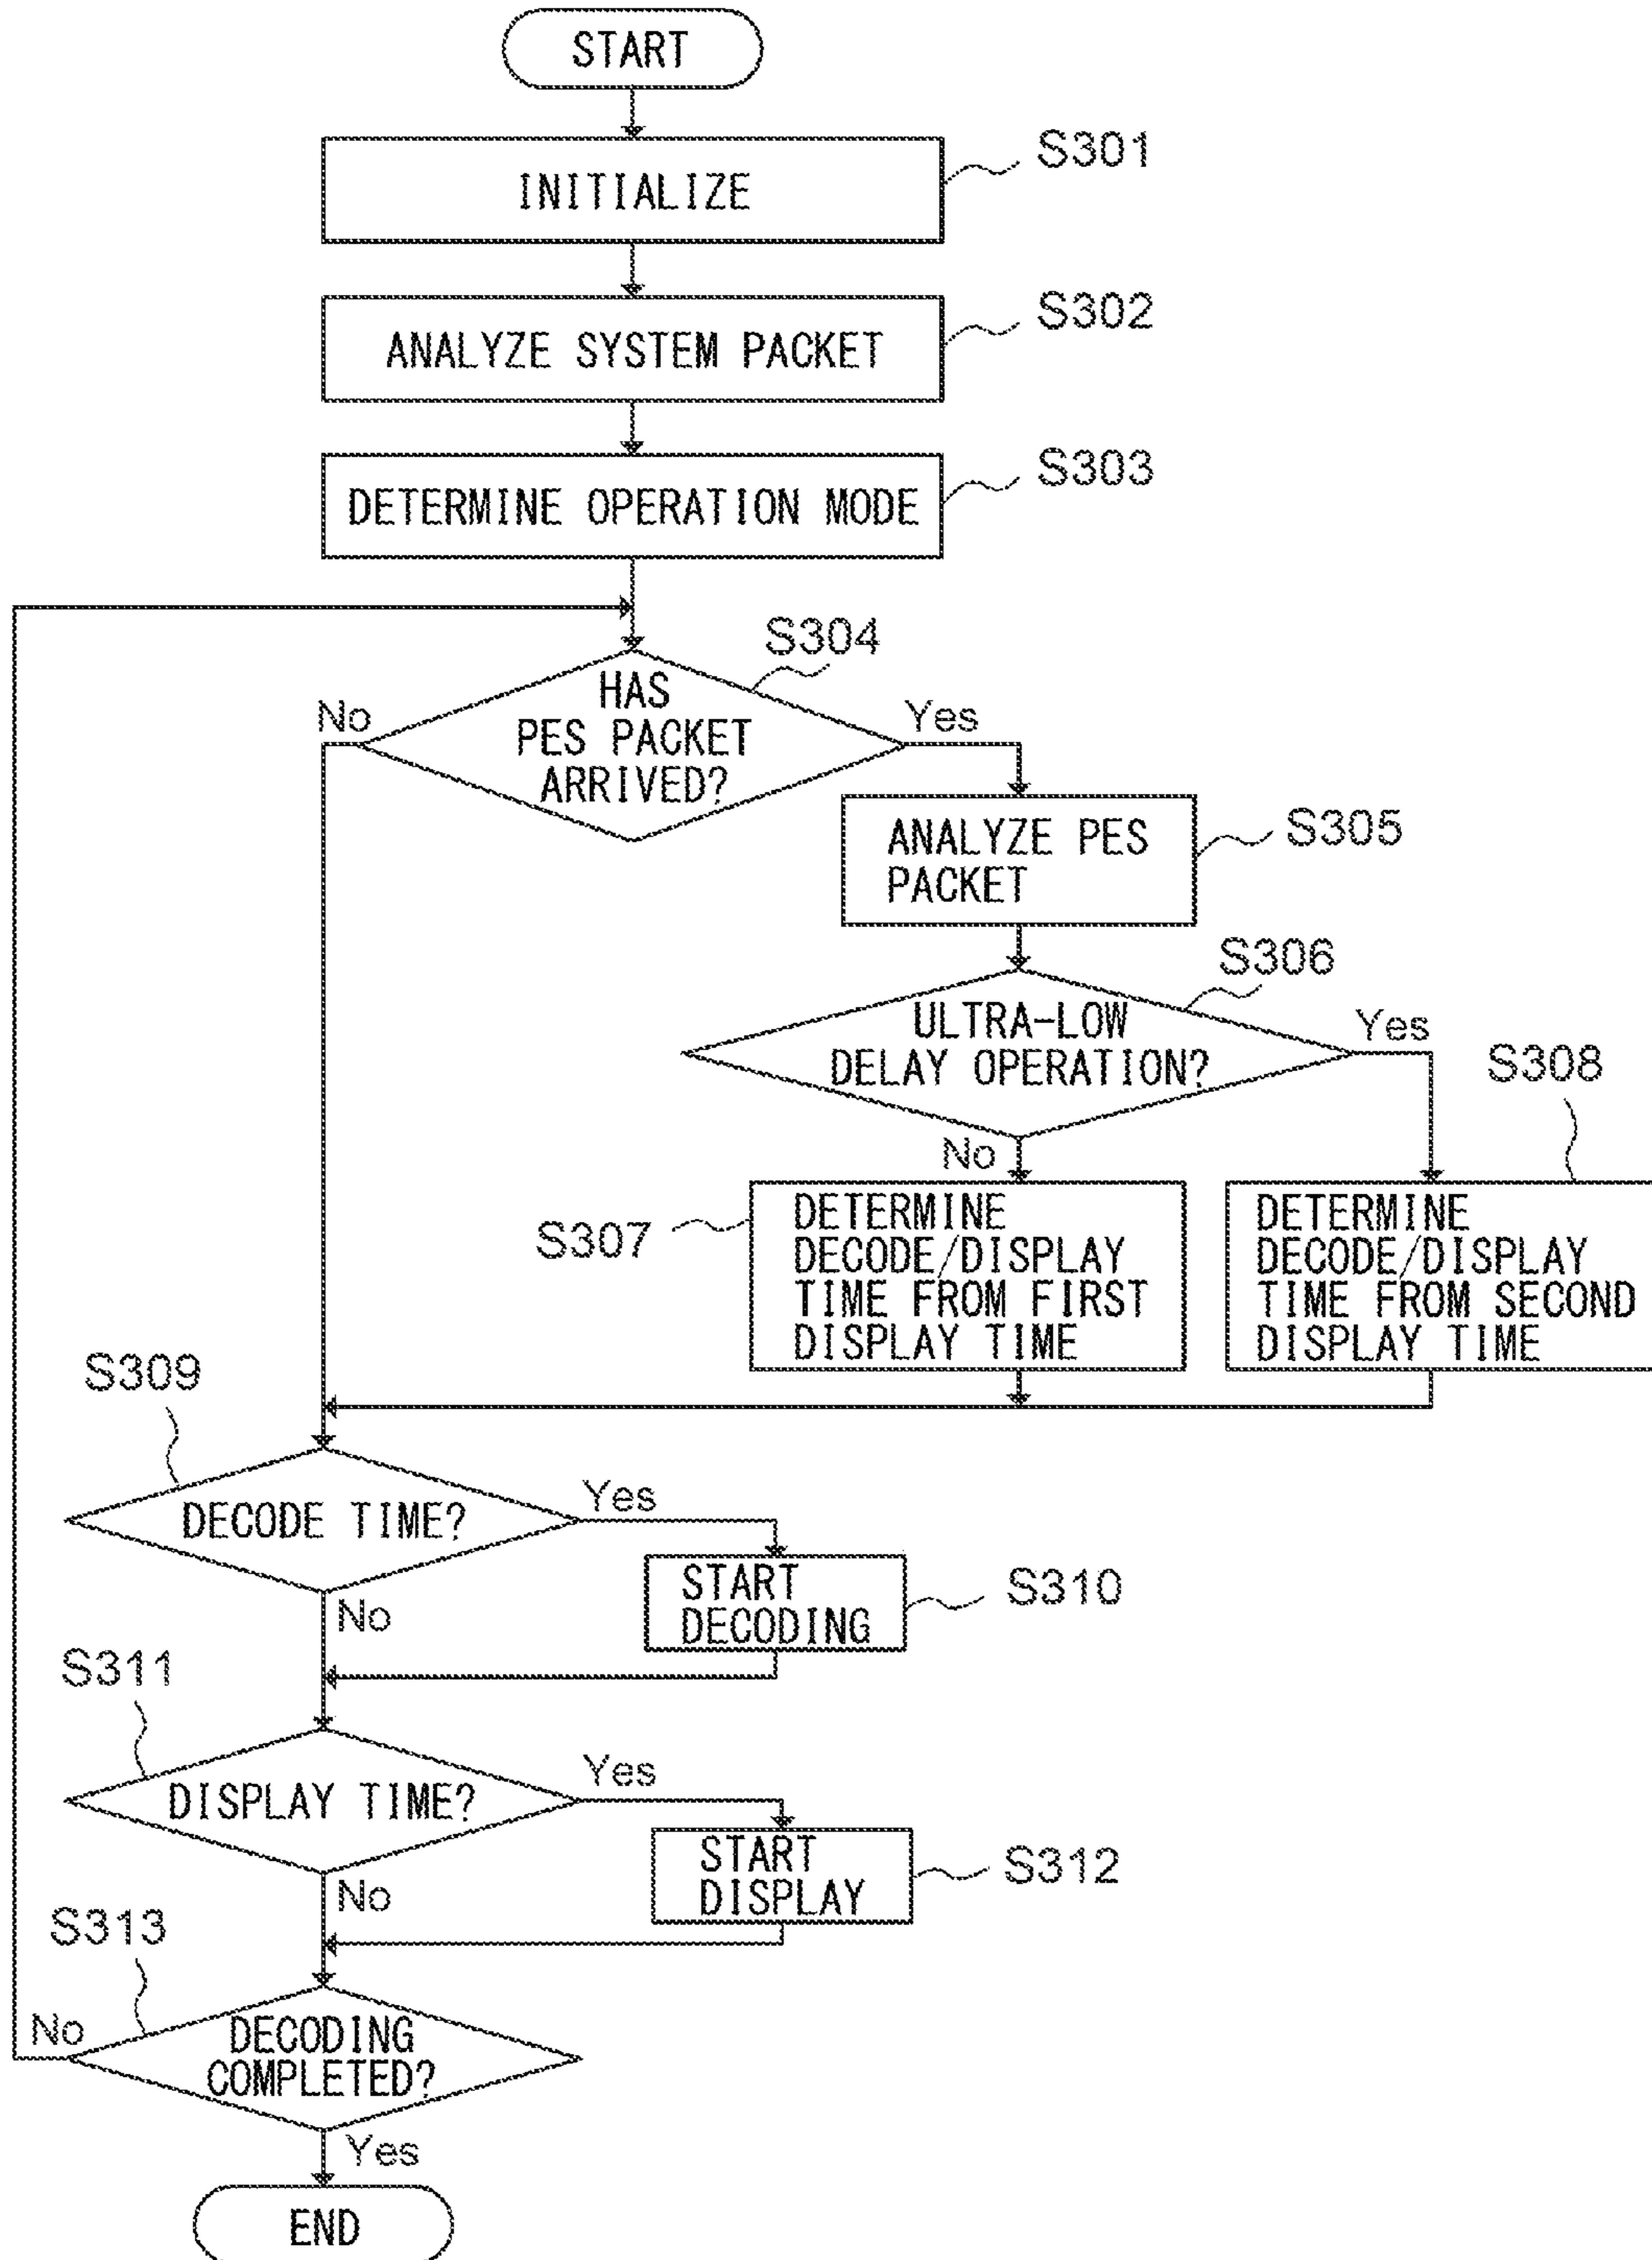 START
S301
INITIALIZE
S302
ANALYZE SYSTEM PACKET
S303
DETERMINE OPERATION MODE
S304
HAS
PES PACKET
ARRIVED?
No
Yes
S305
ANALYZE PES
PACKET
S306
ULTRA-LOW
DELAY OPERATION?
Yes
No
S308
S307
DETERMINE
DECODE/DISPLAY
TIME FROM FIRST
DISPLAY TIME
DETERMINE
DECODE/DISPLAY
TIME FROM SECOND
DISPLAY TIME
S309
DECODE TIME?
Yes
No
START
DECODING
S310
S311
DISPLAY TIME?
Yes
No
START
DISPLAY
S312
S313
DECODING
COMPLETED?
No
Yes
END